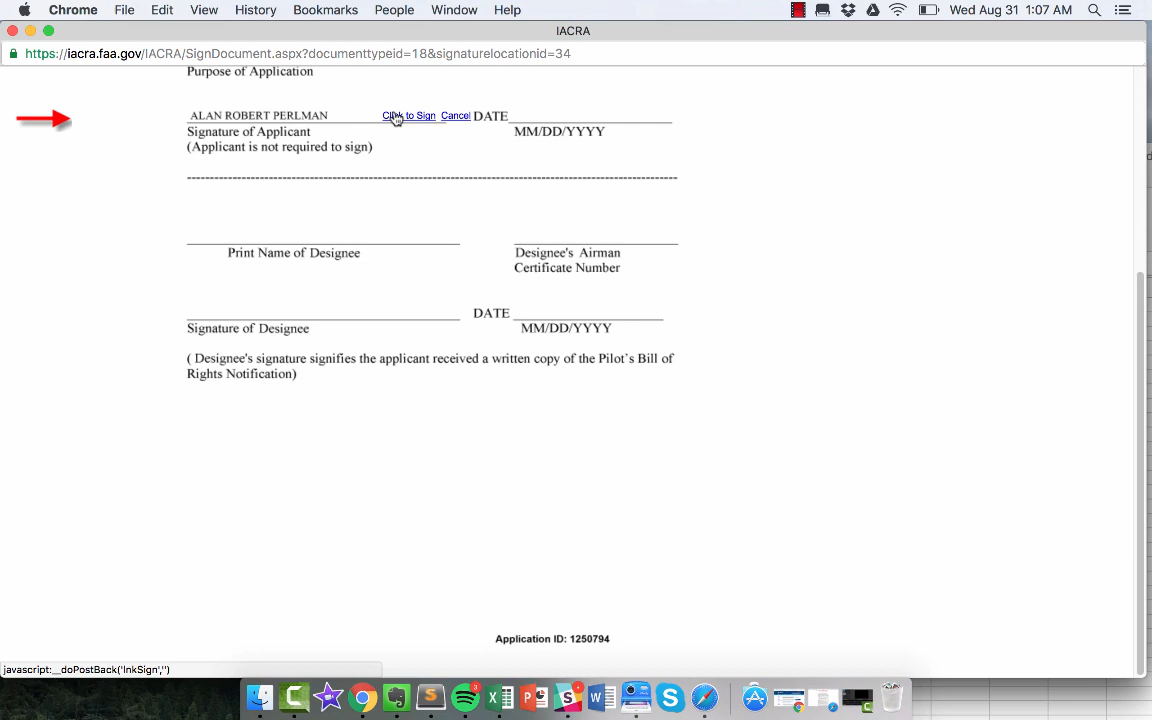 Chrome File Edit View History Bookmarks People Window Help Wed Aug 31 1:07 AM
IACRA
https://iacra.faa.gov/IACRA/SignDocument.aspx?documenttypeid=18&signaturelocationid=34
Purpose of Application
ALAN ROBERT PERLMAN Click to Sign Cancel DATE
Signature of Applicant MM/DD/YYYY
(Applicant is not required to sign)
Print Name of Designee Designee's Airman
Certificate Number
DATE
Signature of Designee MM/DD/YYYY
( Designee's signature signifies the applicant received a written copy of the Pilot's Bill of
Rights Notification)
Application ID: 1250794
javascript:__doPostBack('lnkSign','')